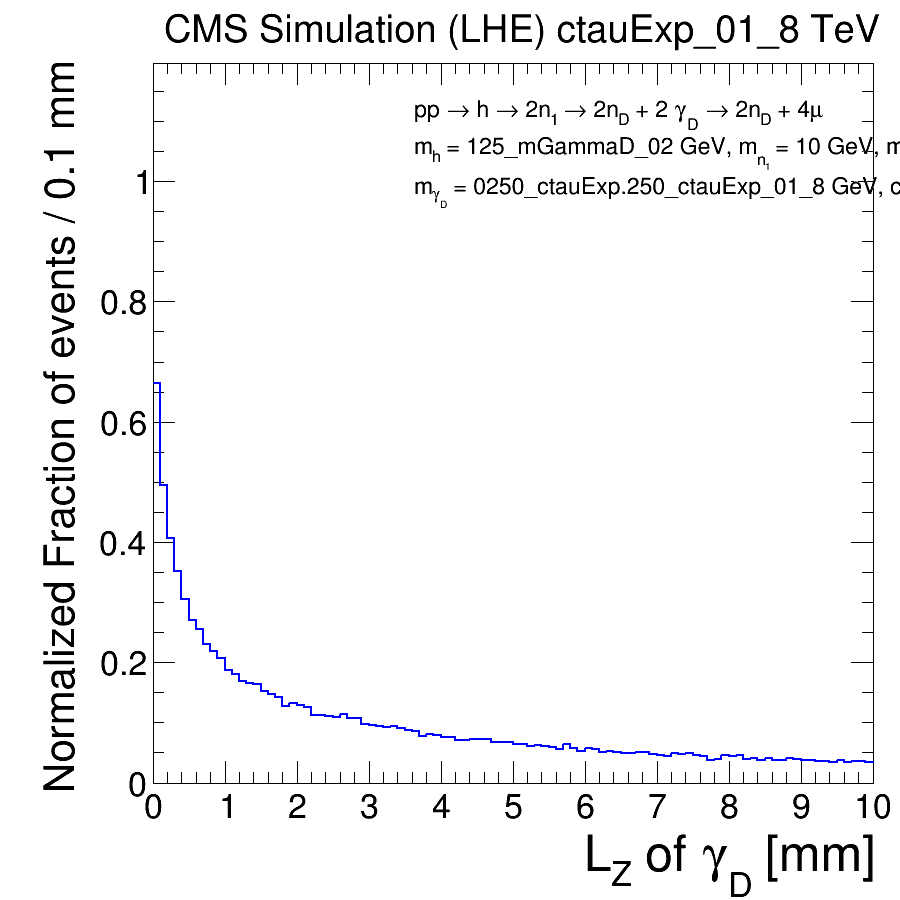 CMS Simulation (LHE) ctauExp_01_8 TeV
pp → h → 2n1 → 2nD + 2 γD → 2nD + 4μ
mh = 125_mGammaD_02 GeV, mn1 = 10 GeV, m
mγD = 0250_ctauExp.250_ctauExp_01_8 GeV, c
Normalized Fraction of events / 0.1 mm
1
0.8
0.6
0.4
0.2
0
0 1 2 3 4 5 6 7 8 9 10
LZ of γD [mm]